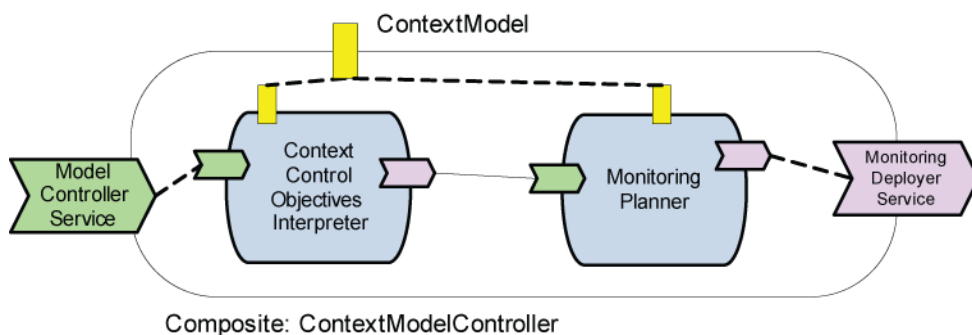 ContextModel
Model
Controller
Service
Context
Control
Objectives
Interpreter
Monitoring
Planner
Monitoring
Deployer
Service
Composite: ContextModelController